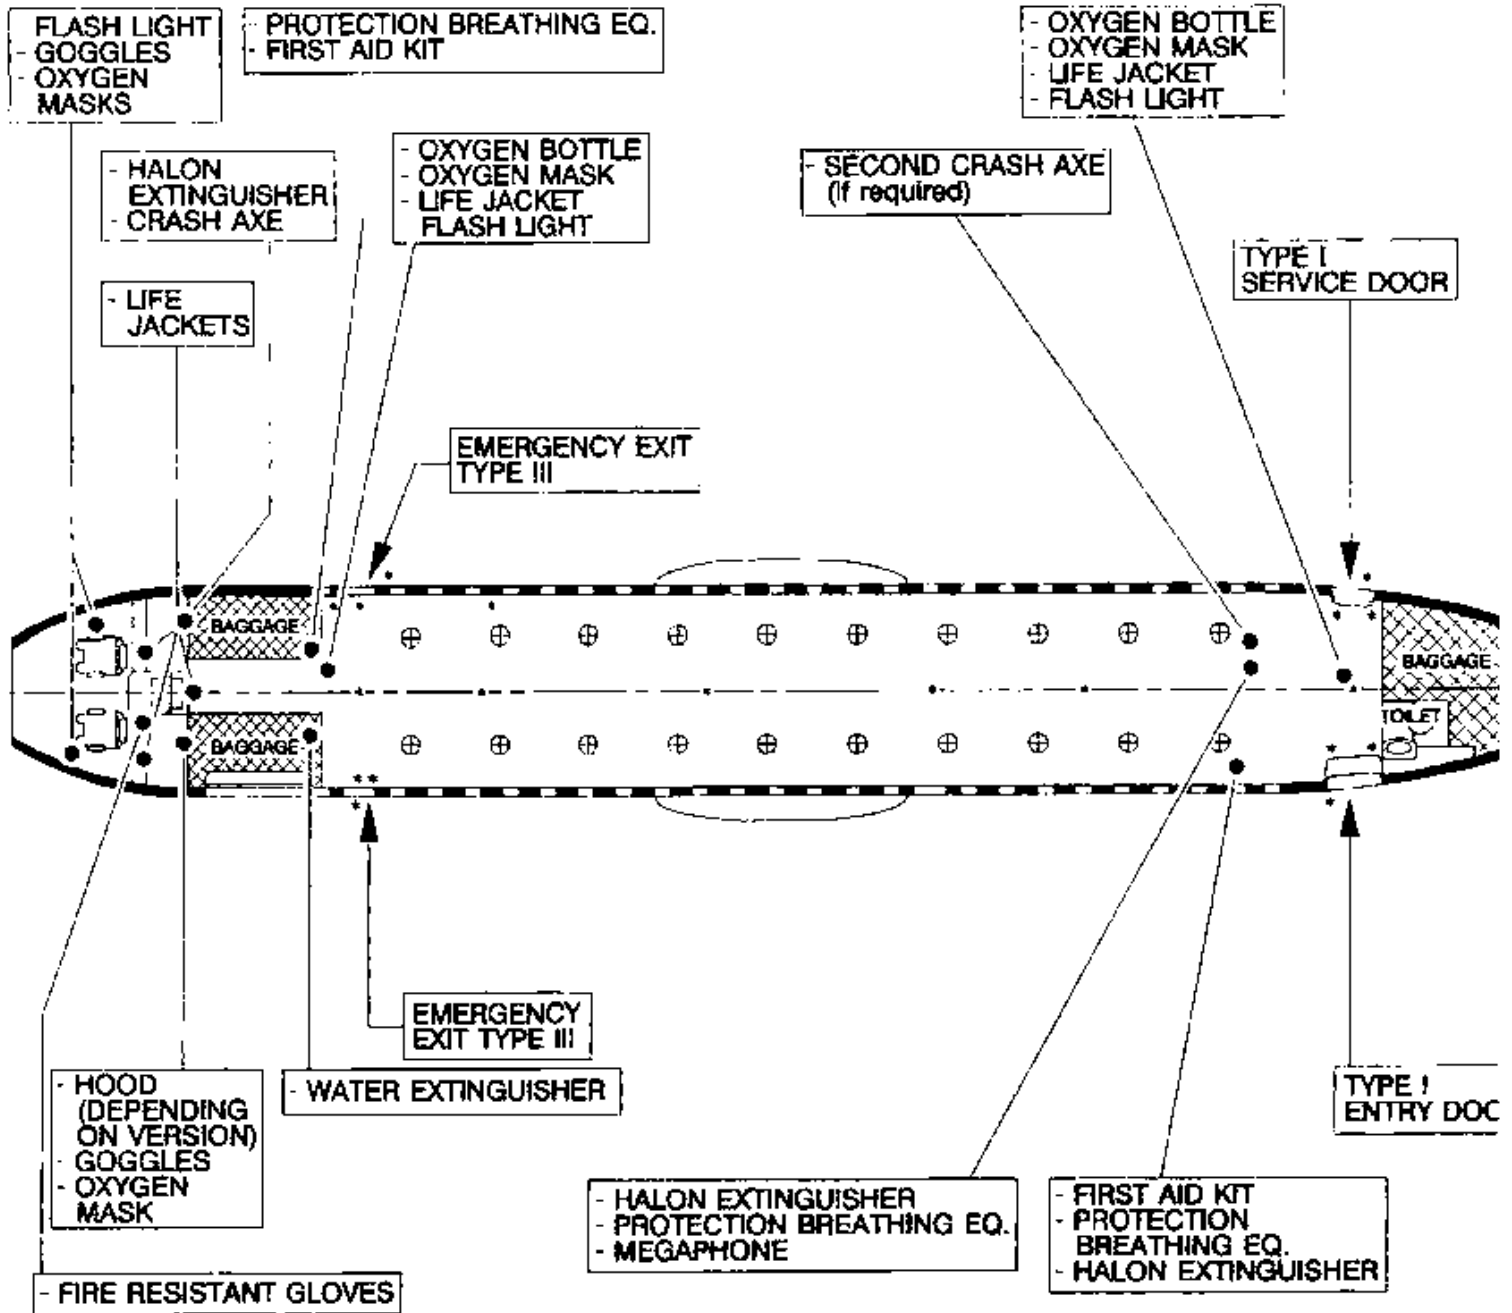 FLASH LIGHT
- GOGGLES
- OXYGEN
MASKS
- PROTECTION BREATHING EQ.
- FIRST AID KIT
- OXYGEN BOTTLE
- OXYGEN MASK
- LIFE JACKET
- FLASH LIGHT
- HALON
EXTINGUISHER
- CRASH AXE
- OXYGEN BOTTLE
- OXYGEN MASK
- LIFE JACKET
FLASH LIGHT
- SECOND CRASH AXE
(if required)
TYPE I
SERVICE DOOR
- LIFE
JACKETS
EMERGENCY EXIT
TYPE III
BAGGAGE
BAGGAGE
TOILET
BAGGAGE
EMERGENCY
EXIT TYPE III
- HOOD
(DEPENDING
ON VERSION)
- GOGGLES
- OXYGEN
MASK
- WATER EXTINGUISHER
TYPE I
ENTRY DOC
- HALON EXTINGUISHER
- PROTECTION BREATHING EQ.
- MEGAPHONE
- FIRST AID KIT
- PROTECTION
BREATHING EQ.
- HALON EXTINGUISHER
- FIRE RESISTANT GLOVES